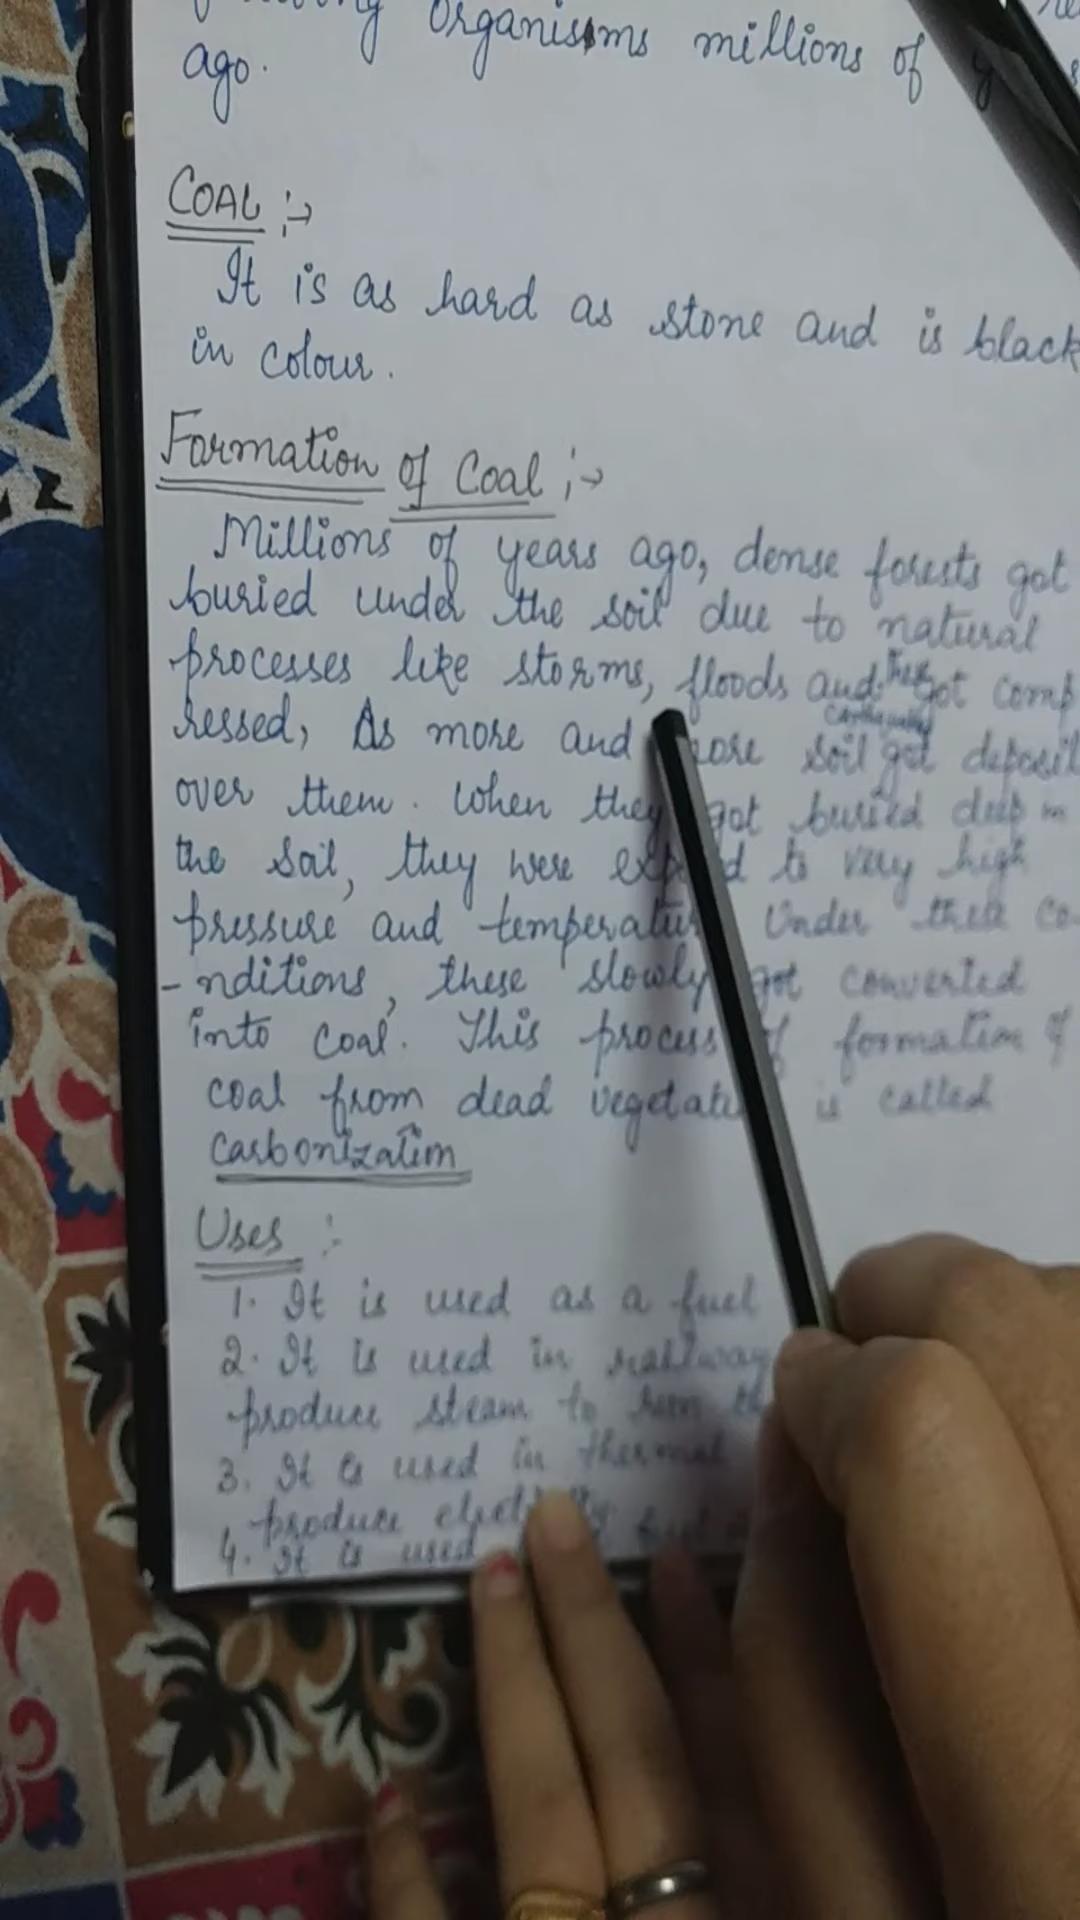 organisms millions of
ago.
COAL :→
It is as hard as stone and is black
in colour.
Formation of Coal :→
Millions of years ago, dense forests got
buried under the soil due to natural
processes like storms, floods and They got comp
ressed, As more and more soil got deposit
over them. When they got buried deep in
the soil, they were to very high
pressure and Under these co
-nditions, these slowly got converted
into coal. This process of formation of
coal from dead is called
Carbonization
Uses :-
1. It is used as a fuel
2. It is used in railway
produce steam to run
3. It is used in thermal
produce
4. It is used